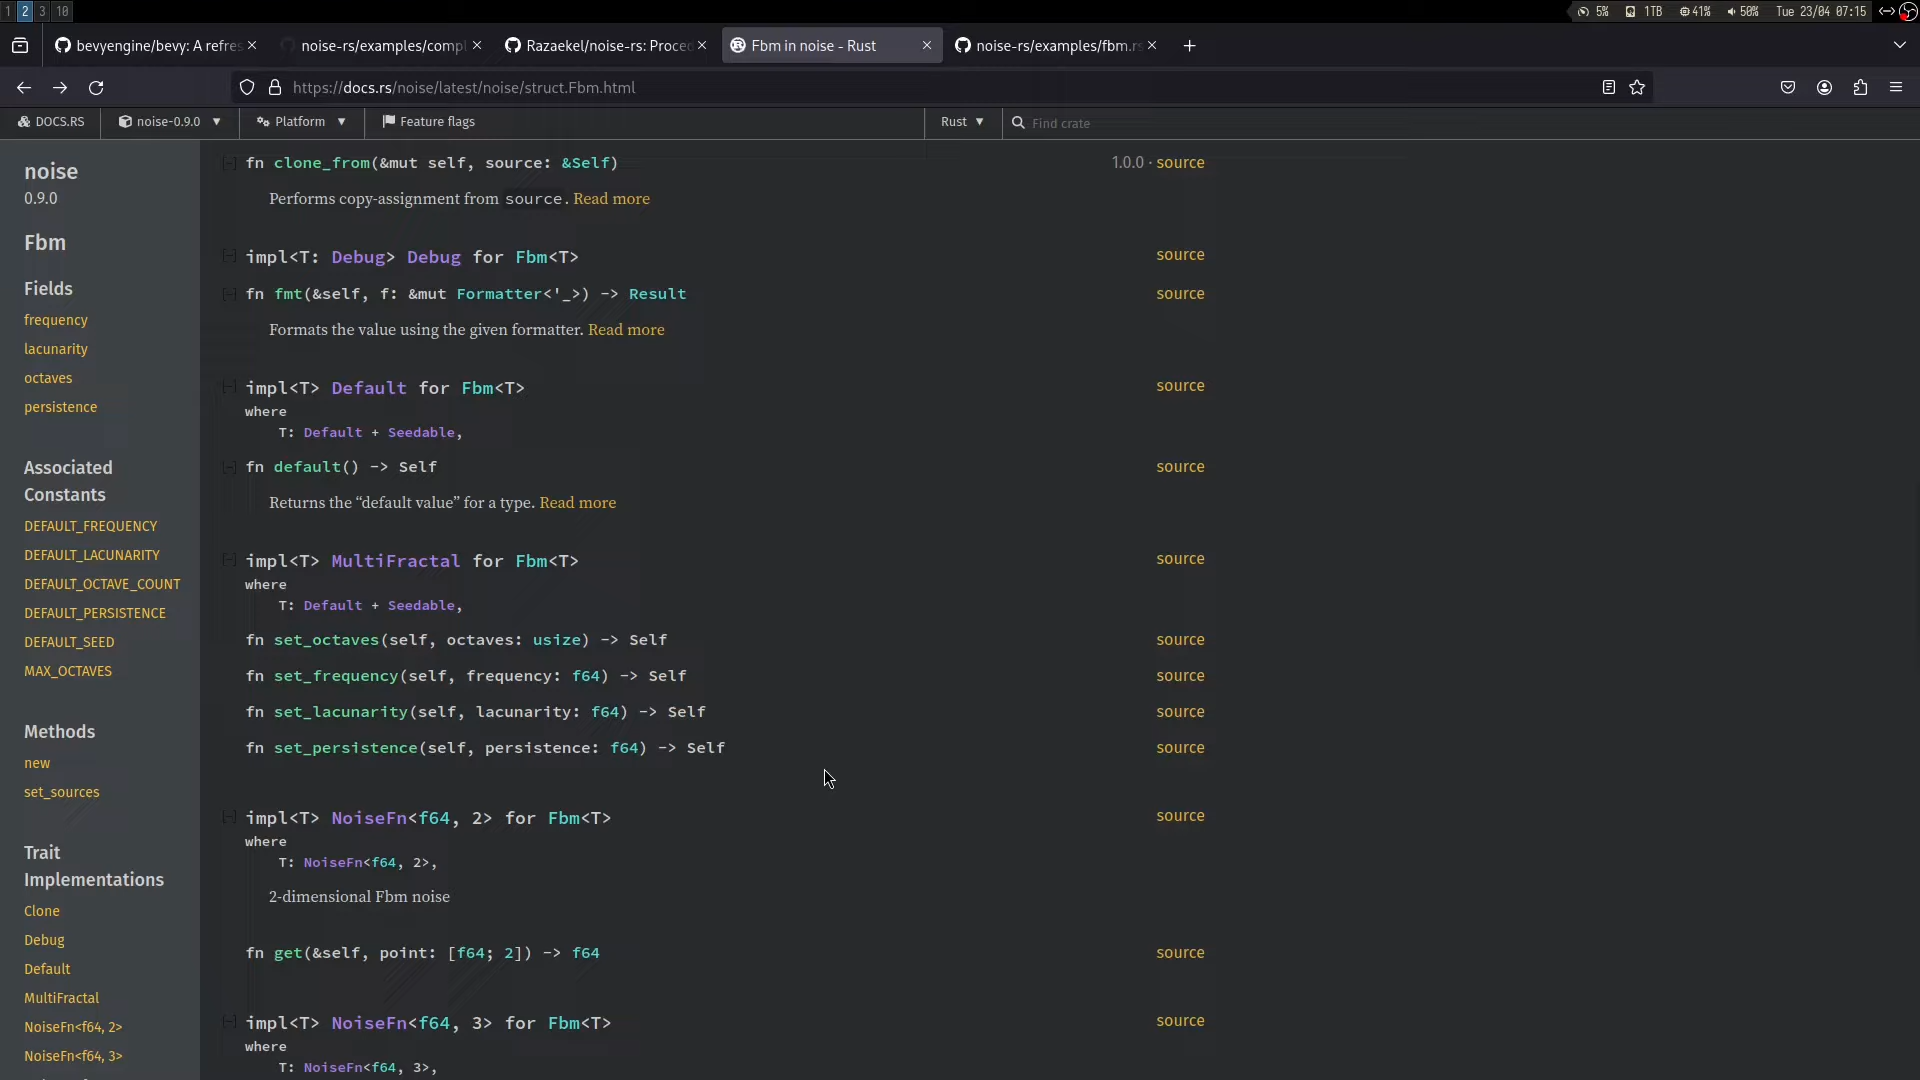 1 2 3 10
5% 1TB 41% 50% Tue 23/04 07:15
bevyengine/bevy: A refres
noise-rs/examples/compl
Razaekel/noise-rs: Proced
Fbm in noise - Rust
noise-rs/examples/fbm.rs
https://docs.rs/noise/latest/noise/struct.Fbm.html
DOCS.RS noise-0.9.0 Platform Feature flags Rust Find crate
noise
0.9.0
Fbm
Fields
frequency
lacunarity
octaves
persistence
Associated
Constants
DEFAULT_FREQUENCY
DEFAULT_LACUNARITY
DEFAULT_OCTAVE_COUNT
DEFAULT_PERSISTENCE
DEFAULT_SEED
MAX_OCTAVES
Methods
new
set_sources
Trait
Implementations
Clone
Debug
Default
MultiFractal
NoiseFn<f64, 2>
NoiseFn<f64, 3>
[-] fn clone_from(&mut self, source: &Self) 1.0.0 · source
Performs copy-assignment from source. Read more
[-] impl<T: Debug> Debug for Fbm<T> source
[-] fn fmt(&self, f: &mut Formatter<'_>) -> Result source
Formats the value using the given formatter. Read more
[-] impl<T> Default for Fbm<T> source
where
T: Default + Seedable,
[-] fn default() -> Self source
Returns the “default value” for a type. Read more
[-] impl<T> MultiFractal for Fbm<T> source
where
T: Default + Seedable,
fn set_octaves(self, octaves: usize) -> Self source
fn set_frequency(self, frequency: f64) -> Self source
fn set_lacunarity(self, lacunarity: f64) -> Self source
fn set_persistence(self, persistence: f64) -> Self source
[-] impl<T> NoiseFn<f64, 2> for Fbm<T> source
where
T: NoiseFn<f64, 2>,
2-dimensional Fbm noise
fn get(&self, point: [f64; 2]) -> f64 source
[-] impl<T> NoiseFn<f64, 3> for Fbm<T> source
where
T: NoiseFn<f64, 3>,